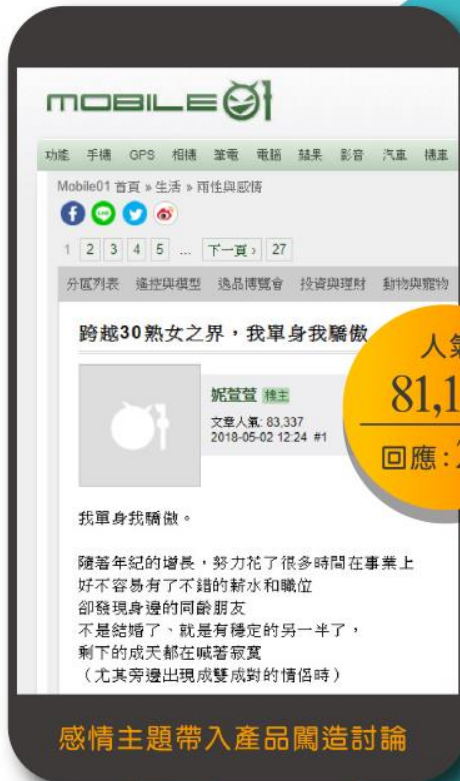 mobile01
功能 手機 GPS 相機 筆電 電腦 蘋果 影音 汽車 機車
Mobile01 首頁 » 生活 » 兩性與感情
1 2 3 4 5 ... 下一頁› 27
分區列表 遙控與模型 逸品博覽會 投資與理財 動物與寵物
跨越30熟女之界，我單身我驕傲
妮萱萱 樓主
文章人氣: 83,337
2018-05-02 12:24 #1
人氣
81,1
回應:2
我單身我驕傲。
隨著年紀的增長，努力花了很多時間在事業上
好不容易有了不錯的薪水和職位
卻發現身邊的同齡朋友
不是結婚了、就是有穩定的另一半了，
剩下的成天都在喊著寂寞
（尤其旁邊出現成雙成對的情侶時）
感情主題帶入產品闖造討論